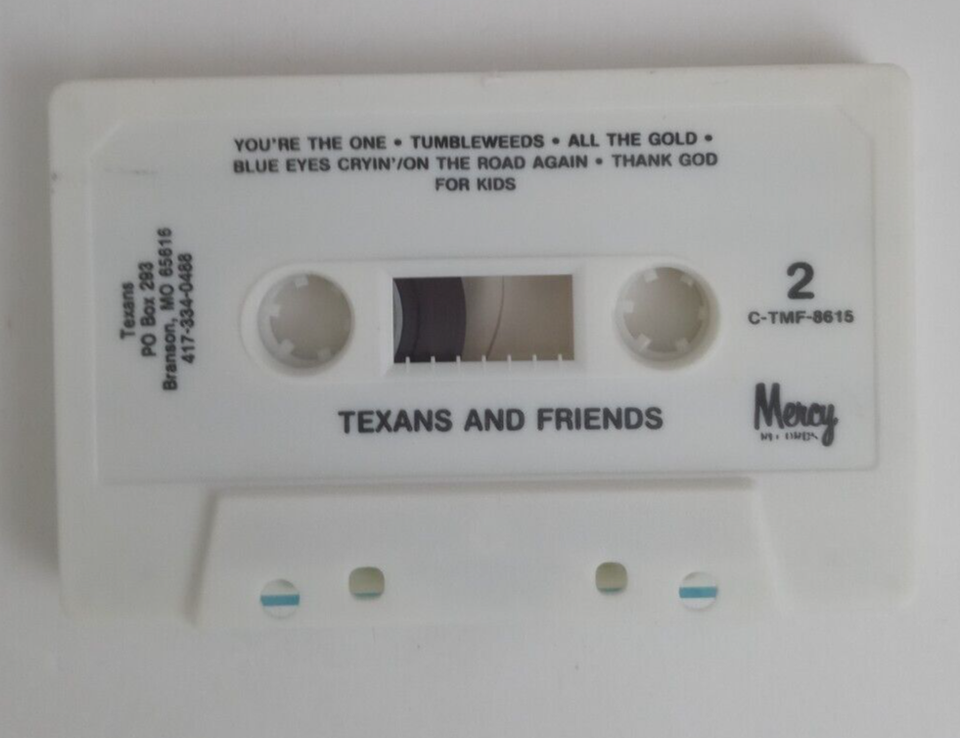 YOU'RE THE ONE • TUMBLEWEEDS • ALL THE GOLD •
BLUE EYES CRYIN'/ON THE ROAD AGAIN • THANK GOD
FOR KIDS
Texans
PO Box 293
Branson, MO 65616
417-334-0488
2
C-TMF-8615
TEXANS AND FRIENDS
Mercy
RECORDS